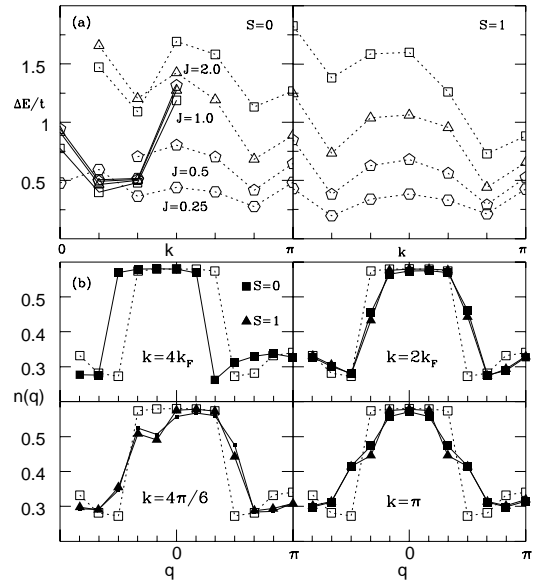 (a) S=0 S=1
1.5
J=2.0
ΔE/t
1 J=1.0
J=0.5
0.5
J=0.25
0 k π k π
(b)
0.5 S=0
S=1
0.4
k=4k_F k=2k_F
0.3
n(q)
0.5
0.4
k=4π/6 k=π
0.3
0 π 0 π
q q